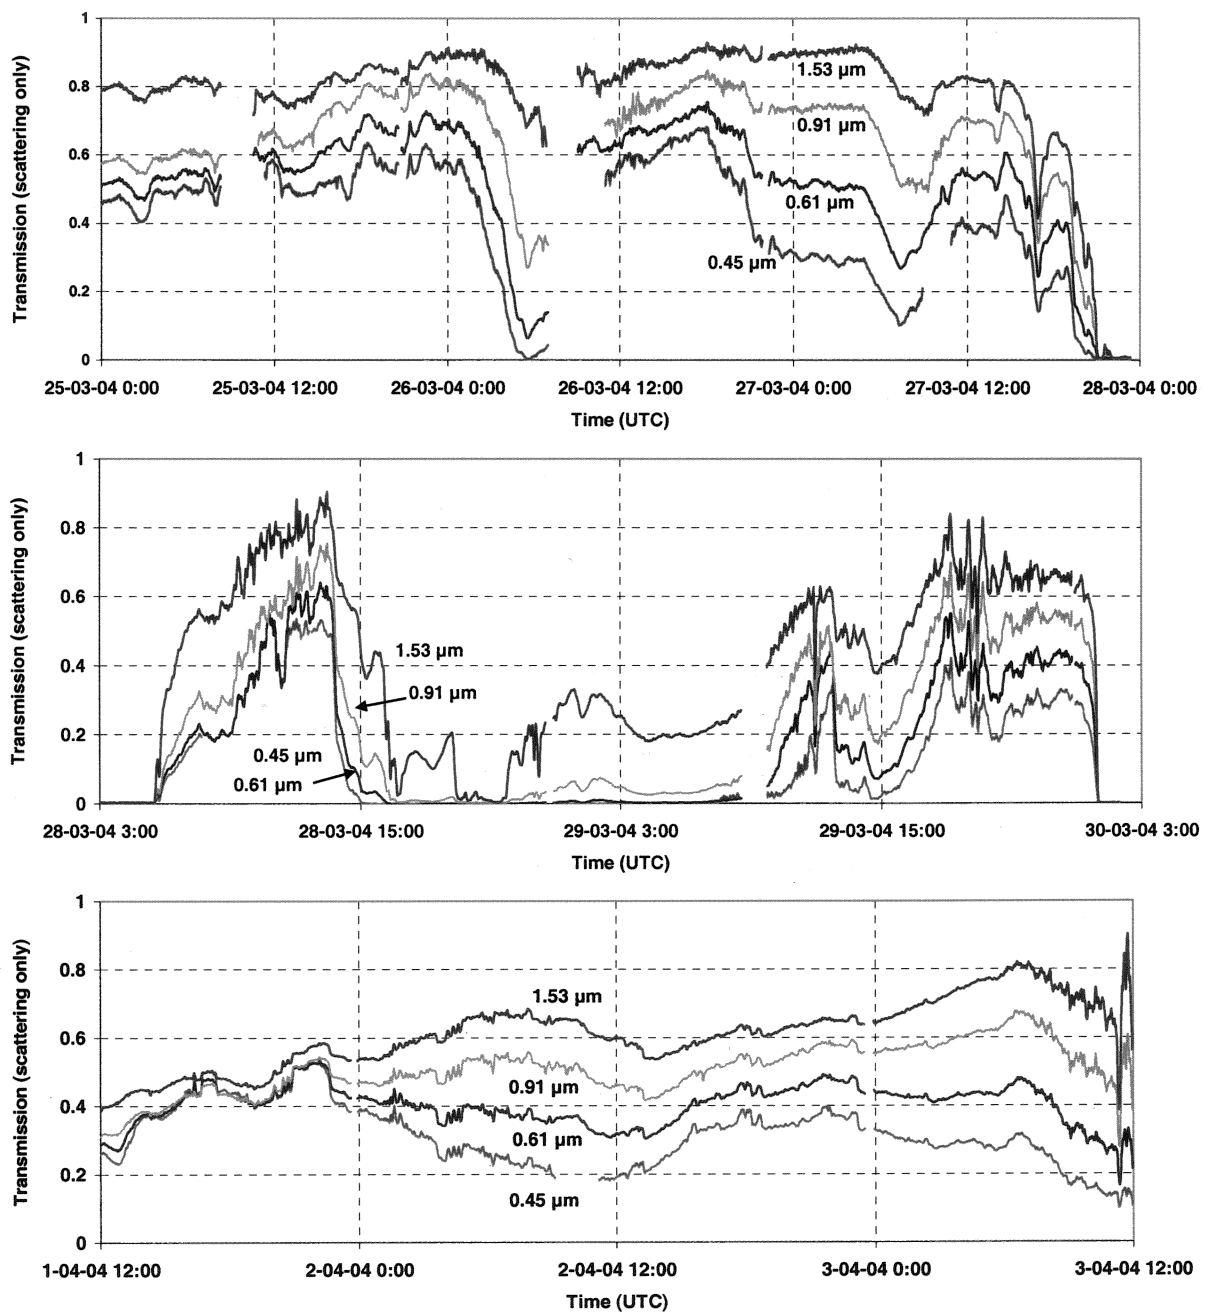 1
0.8
0.6
0.4
0.2
0
Transmission (scattering only)
1.53 µm
0.91 µm
0.61 µm
0.45 µm
25-03-04 0:00 25-03-04 12:00 26-03-04 0:00 26-03-04 12:00 27-03-04 0:00 27-03-04 12:00 28-03-04 0:00
Time (UTC)
1
0.8
0.6
0.4
0.2
0
Transmission (scattering only)
1.53 µm
0.91 µm
0.45 µm
0.61 µm
28-03-04 3:00 28-03-04 15:00 29-03-04 3:00 29-03-04 15:00 30-03-04 3:00
Time (UTC)
1
0.8
0.6
0.4
0.2
0
Transmission (scattering only)
1.53 µm
0.91 µm
0.61 µm
0.45 µm
1-04-04 12:00 2-04-04 0:00 2-04-04 12:00 3-04-04 0:00 3-04-04 12:00
Time (UTC)